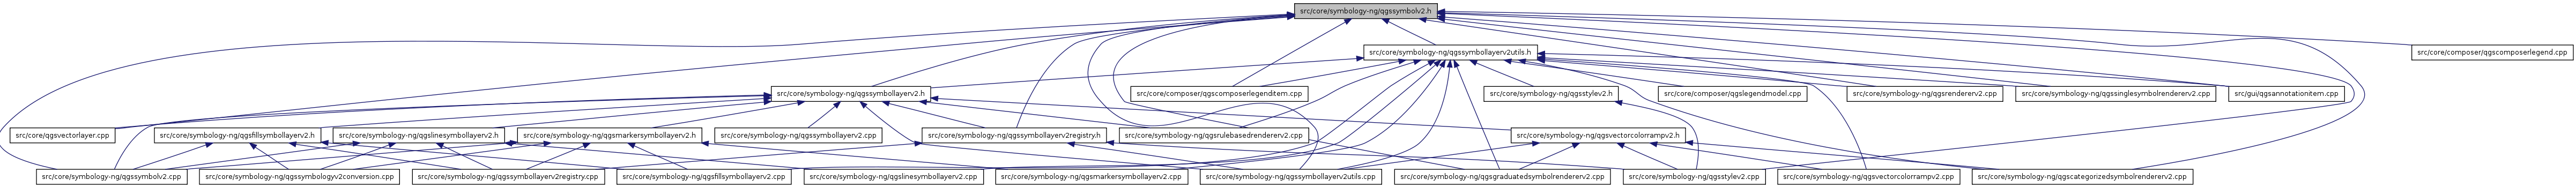 src/core/symbology-ng/qgssymbolv2.h
src/core/symbology-ng/qgssymbollayerv2utils.h
src/core/composer/qgscomposerlegend.cpp
src/core/symbology-ng/qgssymbollayerv2.h
src/core/composer/qgscomposerlegenditem.cpp
src/core/symbology-ng/qgsstylev2.h
src/core/composer/qgslegendmodel.cpp
src/core/symbology-ng/qgsrendererv2.cpp
src/core/symbology-ng/qgssinglesymbolrendererv2.cpp
src/gui/qgsannotationitem.cpp
src/core/qgsvectorlayer.cpp
src/core/symbology-ng/qgsfillsymbollayerv2.h
src/core/symbology-ng/qgslinesymbollayerv2.h
src/core/symbology-ng/qgsmarkersymbollayerv2.h
src/core/symbology-ng/qgssymbollayerv2.cpp
src/core/symbology-ng/qgssymbollayerv2registry.h
src/core/symbology-ng/qgsrulebasedrendererv2.cpp
src/core/symbology-ng/qgsvectorcolorrampv2.h
src/core/symbology-ng/qgssymbolv2.cpp
src/core/symbology-ng/qgssymbologyv2conversion.cpp
src/core/symbology-ng/qgssymbollayerv2registry.cpp
src/core/symbology-ng/qgsfillsymbollayerv2.cpp
src/core/symbology-ng/qgslinesymbollayerv2.cpp
src/core/symbology-ng/qgsmarkersymbollayerv2.cpp
src/core/symbology-ng/qgssymbollayerv2utils.cpp
src/core/symbology-ng/qgsgraduatedsymbolrendererv2.cpp
src/core/symbology-ng/qgsstylev2.cpp
src/core/symbology-ng/qgsvectorcolorrampv2.cpp
src/core/symbology-ng/qgscategorizedsymbolrendererv2.cpp